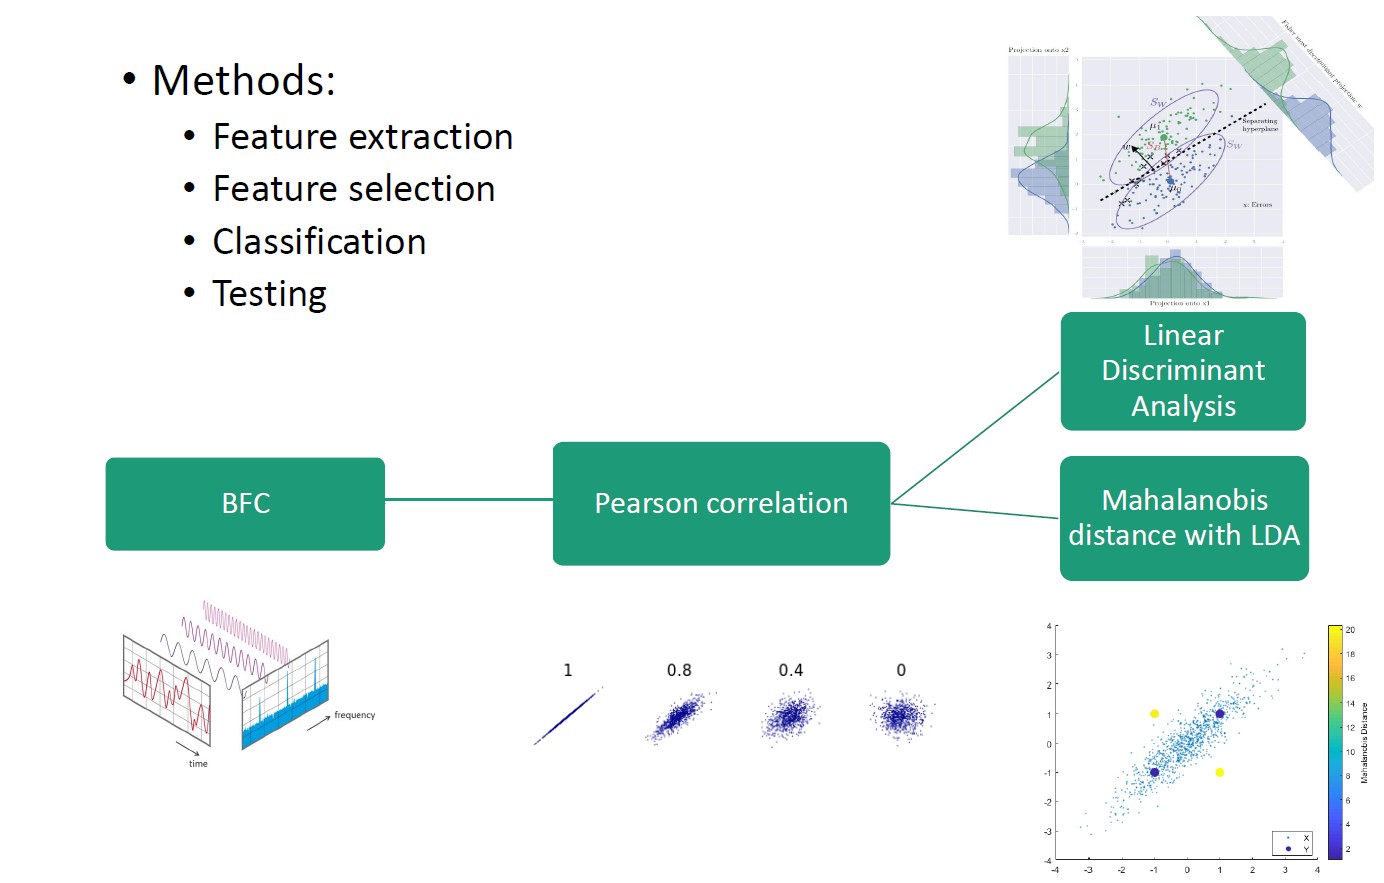 • Methods:
• Feature extraction
• Feature selection
• Classification
• Testing
Projection onto x2
Fisher most discriminant projection: w
S_W
μ_1
Separating
hyperplane
w
S_B
S_W
μ_0
x: Errors
Projection onto x1
Linear
Discriminant
Analysis
BFC
Pearson correlation
Mahalanobis
distance with LDA
frequency
time
1 0.8 0.4 0
4
3
2
1
0
-1
-2
-3
-4
-4 -3 -2 -1 0 1 2 3 4
X
Y
20
18
16
14
12
10
8
6
4
2
Mahalanobis Distance